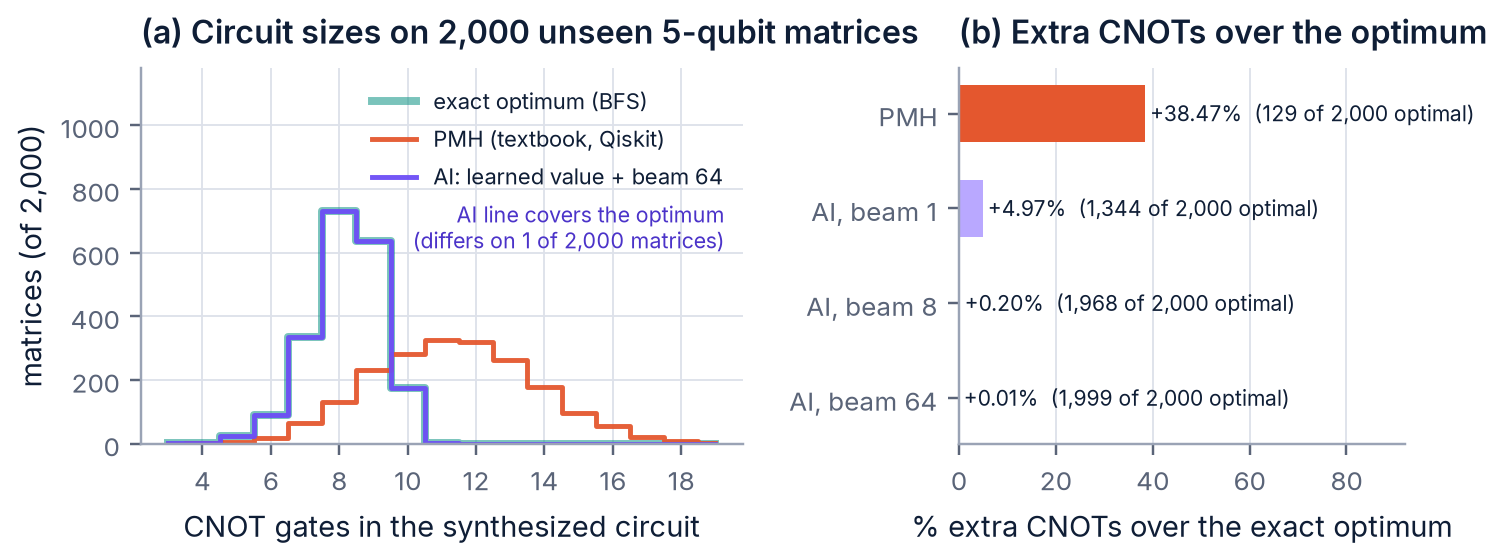 (a) Circuit sizes on 2,000 unseen 5-qubit matrices
matrices (of 2,000)
1000
800
600
400
200
0
exact optimum (BFS)
PMH (textbook, Qiskit)
AI: learned value + beam 64
AI line covers the optimum
(differs on 1 of 2,000 matrices)
4 6 8 10 12 14 16 18
CNOT gates in the synthesized circuit
(b) Extra CNOTs over the optimum
PMH +38.47% (129 of 2,000 optimal)
AI, beam 1 +4.97% (1,344 of 2,000 optimal)
AI, beam 8 +0.20% (1,968 of 2,000 optimal)
AI, beam 64 +0.01% (1,999 of 2,000 optimal)
0 20 40 60 80
% extra CNOTs over the exact optimum